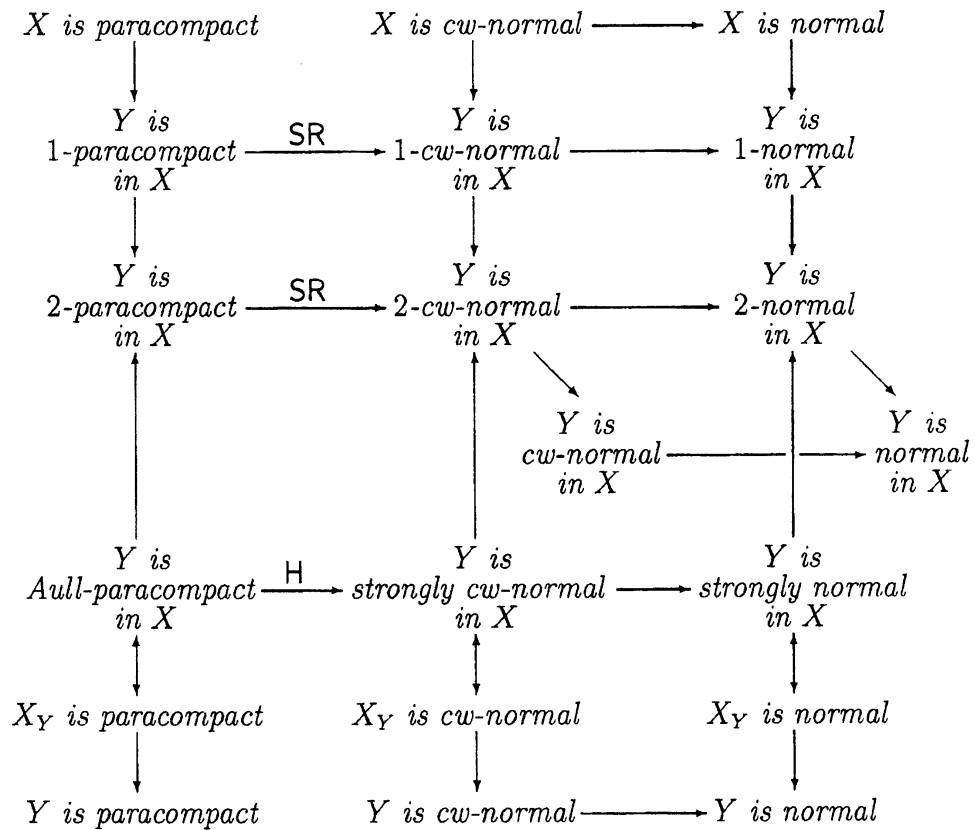 X is paracompact X is cw-normal X is normal
Y is Y is Y is
1-paracompact SR 1-cw-normal 1-normal
in X in X in X
Y is Y is Y is
2-paracompact SR 2-cw-normal 2-normal
in X in X in X
Y is Y is
cw-normal normal
in X in X
Y is Y is Y is
Aull-paracompact H strongly cw-normal strongly normal
in X in X in X
X_Y is paracompact X_Y is cw-normal X_Y is normal
Y is paracompact Y is cw-normal Y is normal